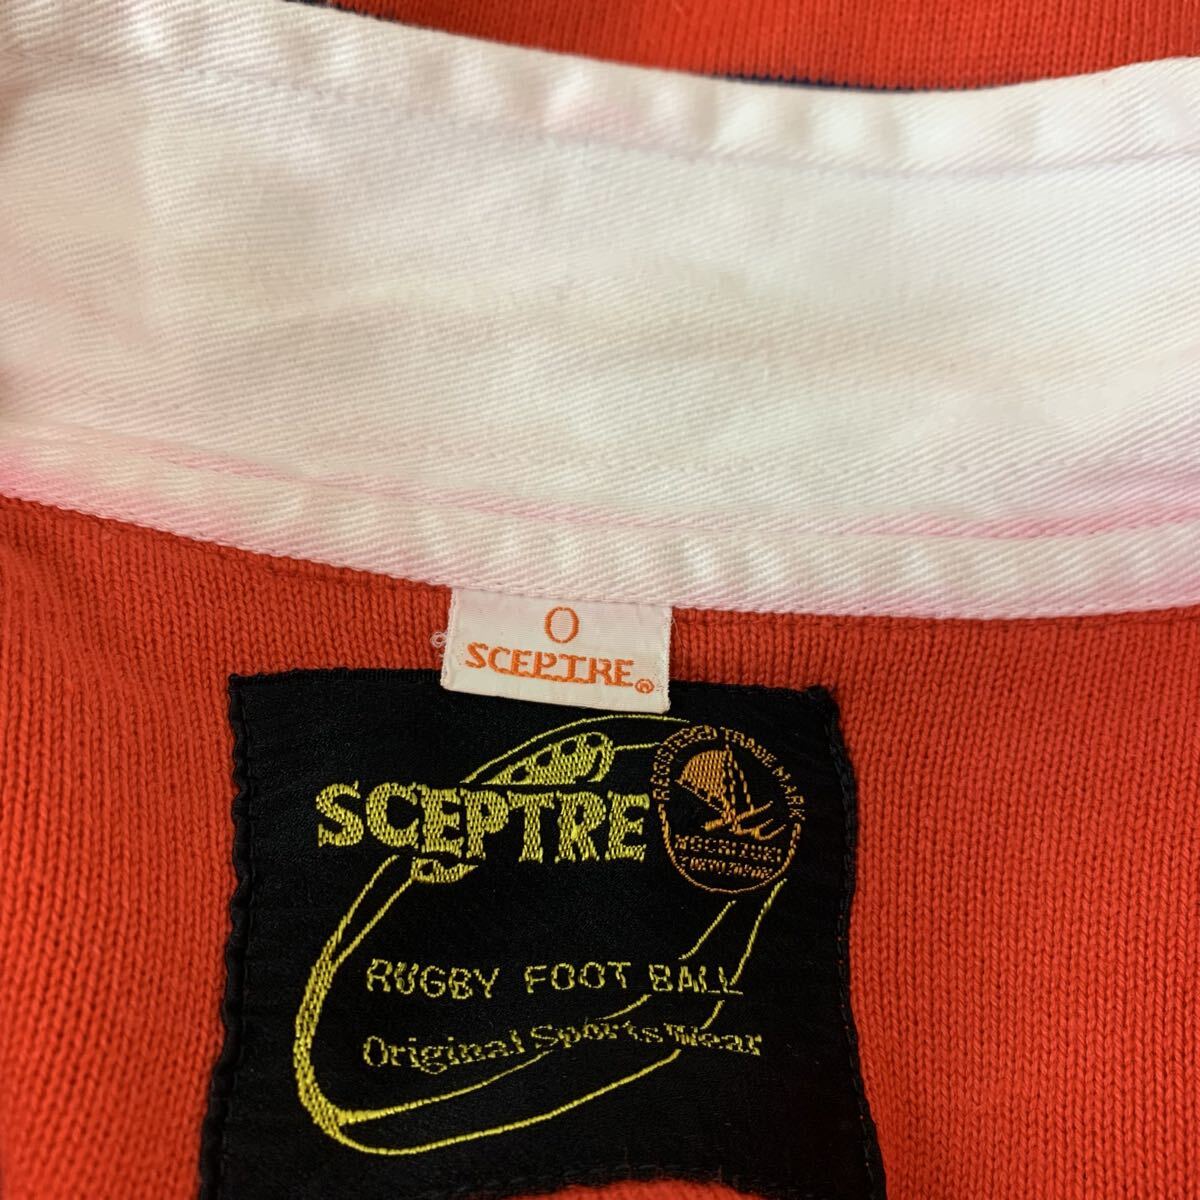 O
SCEPTRE®
SCEPTRE
REGISTERED TRADE MARK
RUGBY FOOT BALL
Original Sports Wear